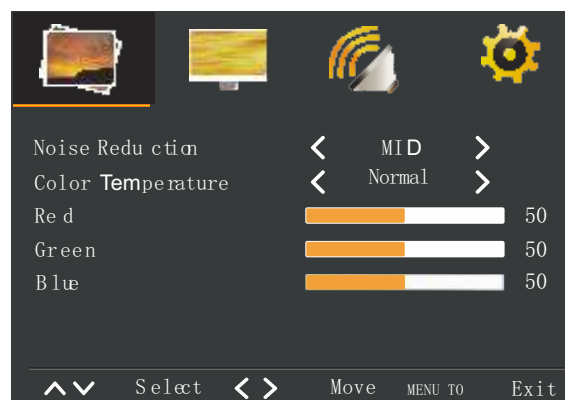 Noise Reduction MID
Color Temperature Normal
Red 50
Green 50
Blue 50
Select Move MENU TO Exit